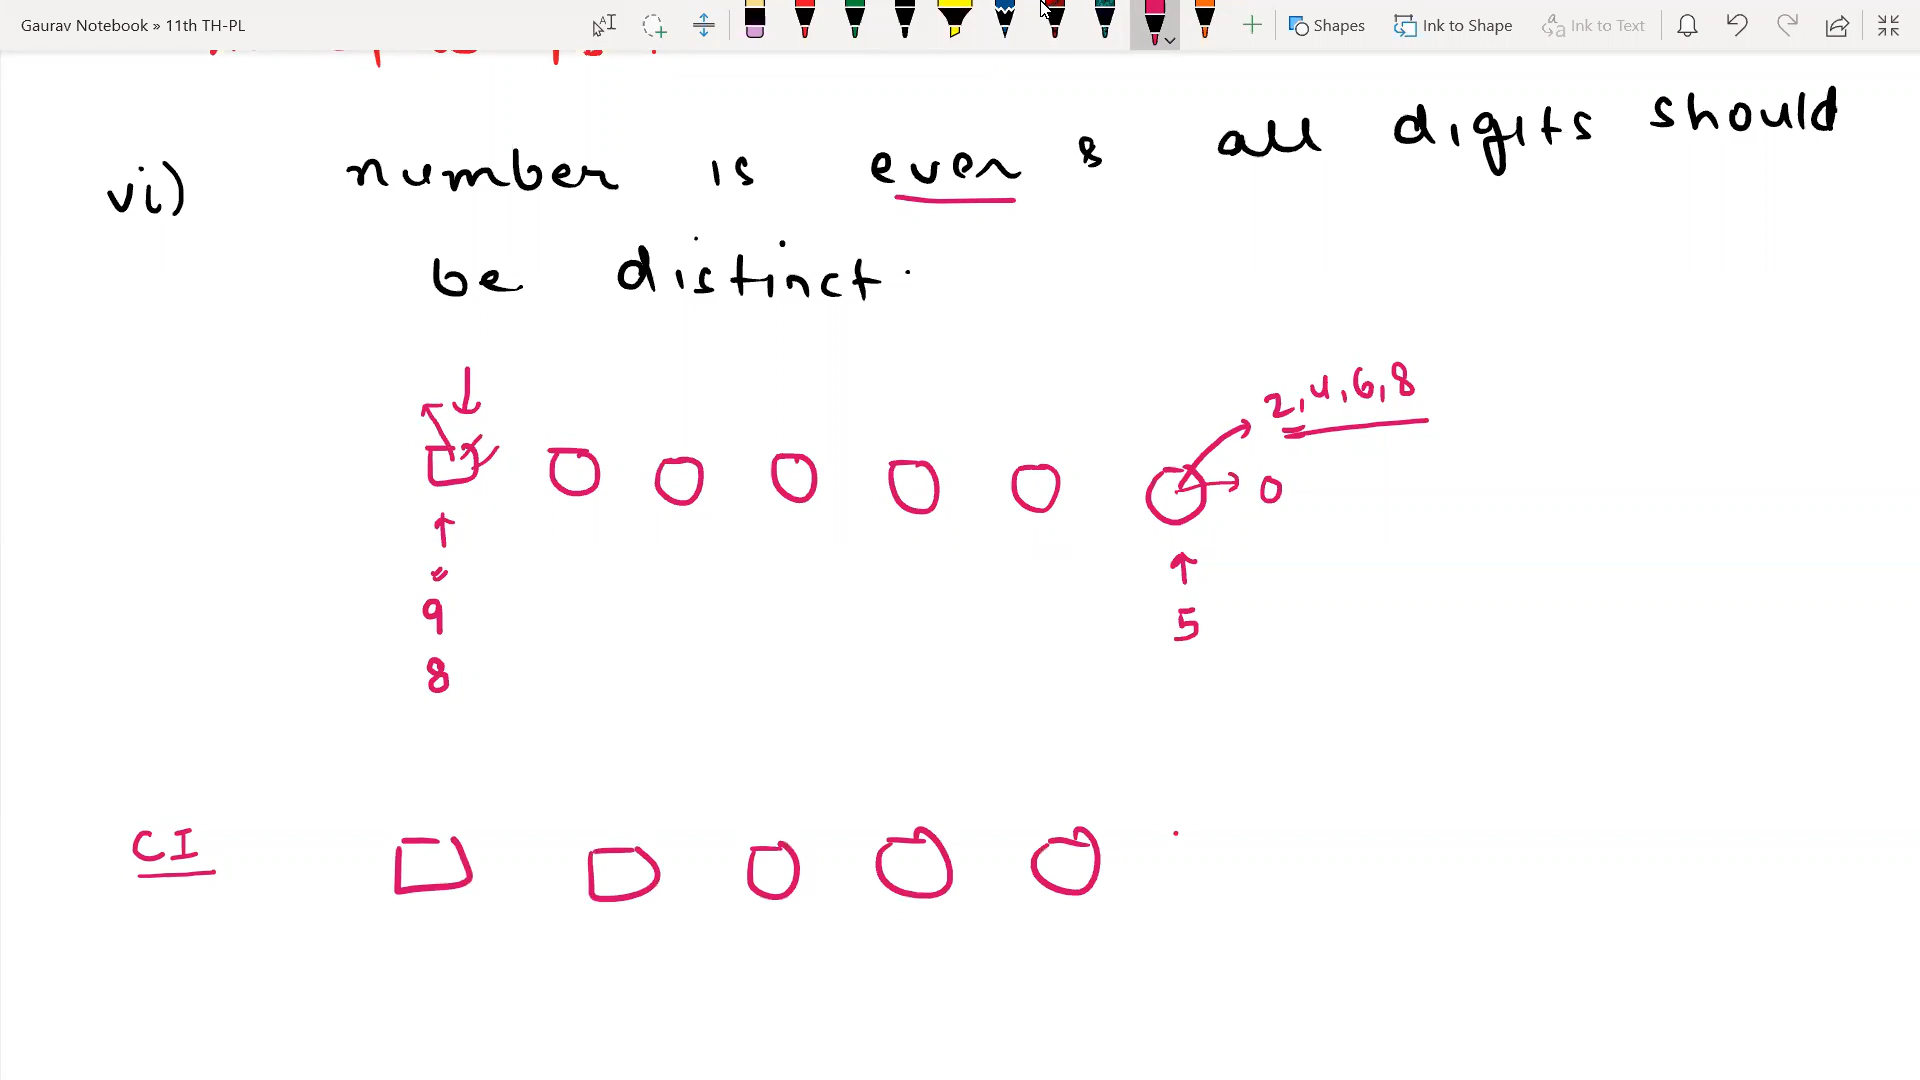 Gaurav Notebook » 11th TH-PL
Shapes Ink to Shape Ink to Text
vi) number is even & all digits should
be distinct.
2,4,6,8
0
9
5
8
CI